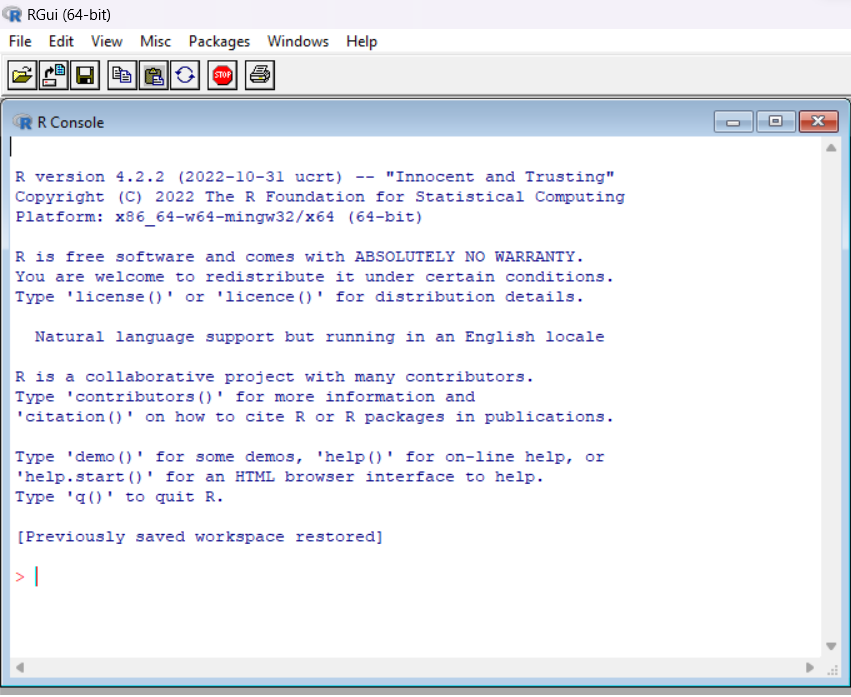 RGui (64-bit)
File Edit View Misc Packages Windows Help
STOP
R Console
R version 4.2.2 (2022-10-31 ucrt) -- "Innocent and Trusting"
Copyright (C) 2022 The R Foundation for Statistical Computing
Platform: x86_64-w64-mingw32/x64 (64-bit)
R is free software and comes with ABSOLUTELY NO WARRANTY.
You are welcome to redistribute it under certain conditions.
Type 'license()' or 'licence()' for distribution details.
Natural language support but running in an English locale
R is a collaborative project with many contributors.
Type 'contributors()' for more information and
'citation()' on how to cite R or R packages in publications.
Type 'demo()' for some demos, 'help()' for on-line help, or
'help.start()' for an HTML browser interface to help.
Type 'q()' to quit R.
[Previously saved workspace restored]
>